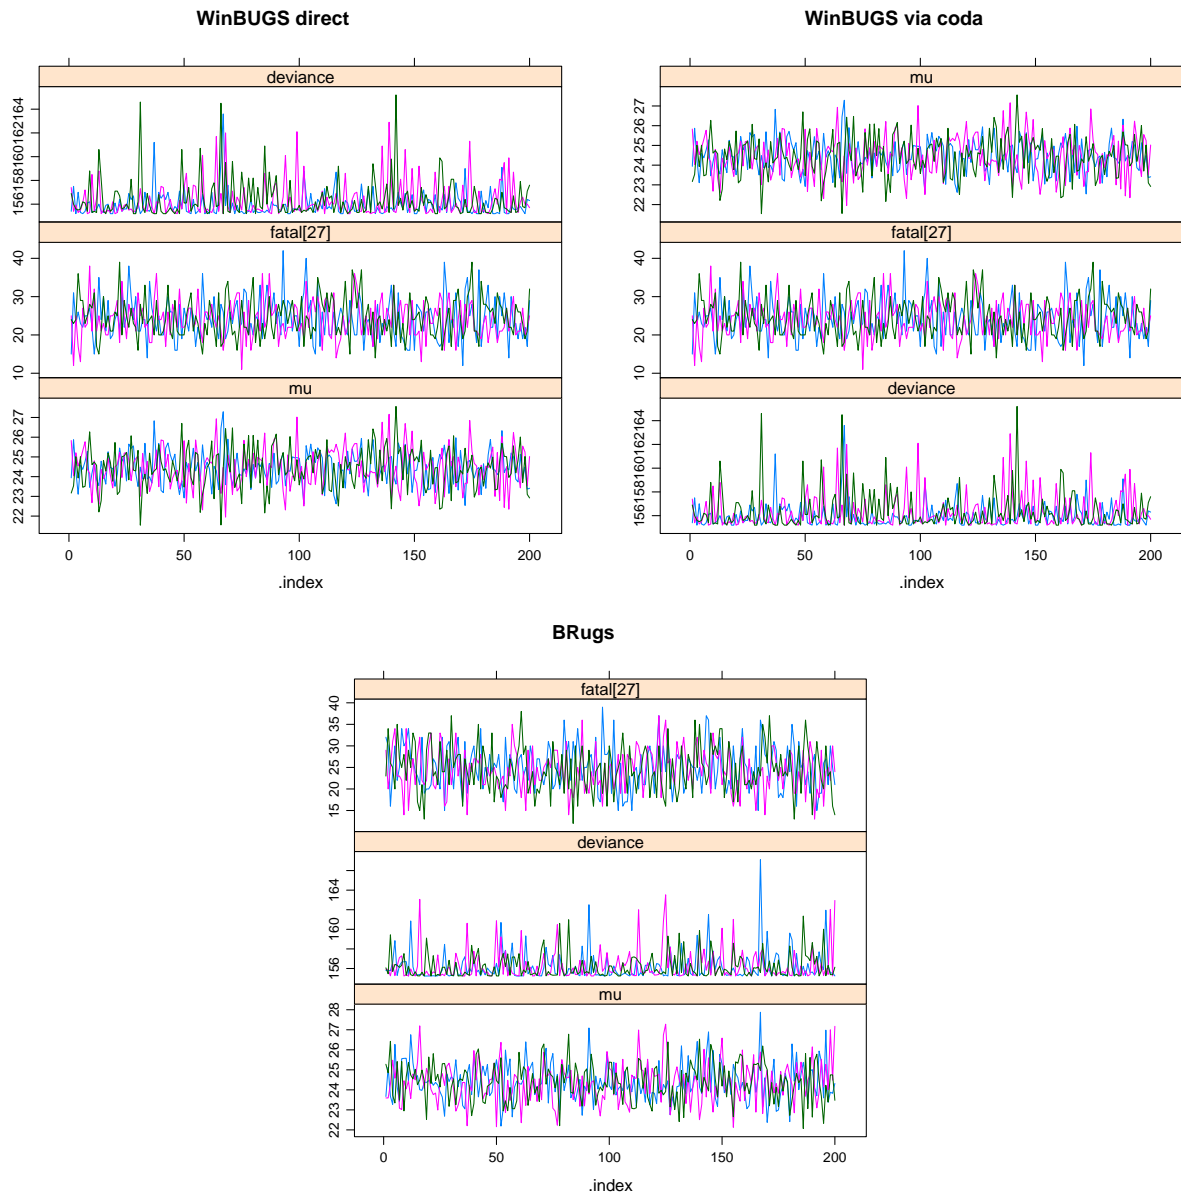 WinBUGS direct
deviance
156158160162164
fatal[27]
10 20 30 40
mu
22 23 24 25 26 27
0 50 100 150 200
.index
WinBUGS via coda
mu
22 23 24 25 26 27
fatal[27]
10 20 30 40
deviance
156158160162164
0 50 100 150 200
.index
BRugs
fatal[27]
15 20 25 30 35 40
deviance
156 160 164
mu
22 23 24 25 26 27 28
0 50 100 150 200
.index